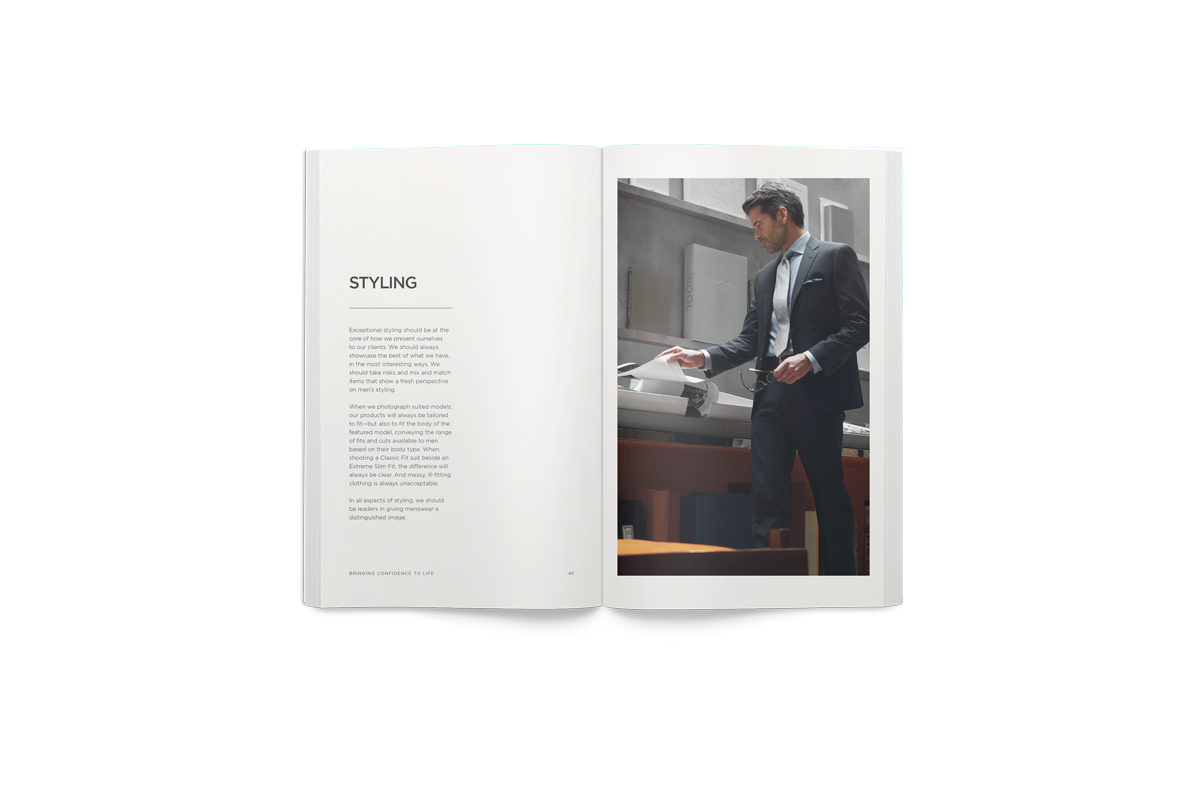 STYLING
Exceptional styling should be at the
core of how we present ourselves
to our clients. We should always
showcase the best of what we have,
in the most interesting ways. We
should take risks and mix and match
items that show a fresh perspective
on men's styling.
When we photograph suited models,
our products will always be tailored
to fit—but also to fit the body of the
featured model, conveying the range
of fits and cuts available to men
based on their body type. When
shooting a Classic Fit suit beside an
Extreme Slim Fit, the difference will
always be clear. And messy, ill-fitting
clothing is always unacceptable.
In all aspects of styling, we should
be leaders in giving menswear a
distinguished image.
BRINGING CONFIDENCE TO LIFE
40
WOOL